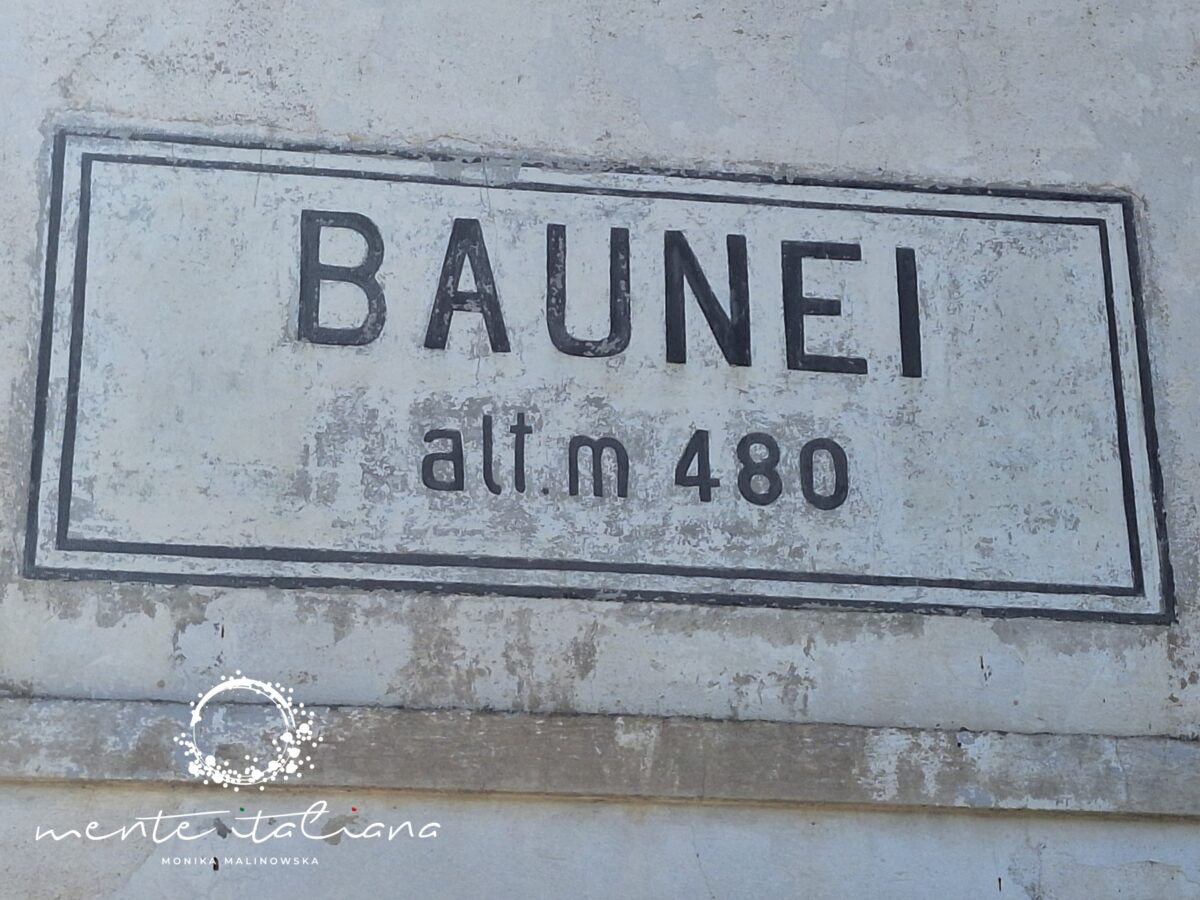 BAUNEI
alt. m 480
mente italiana
MONIKA MALINOWSKA